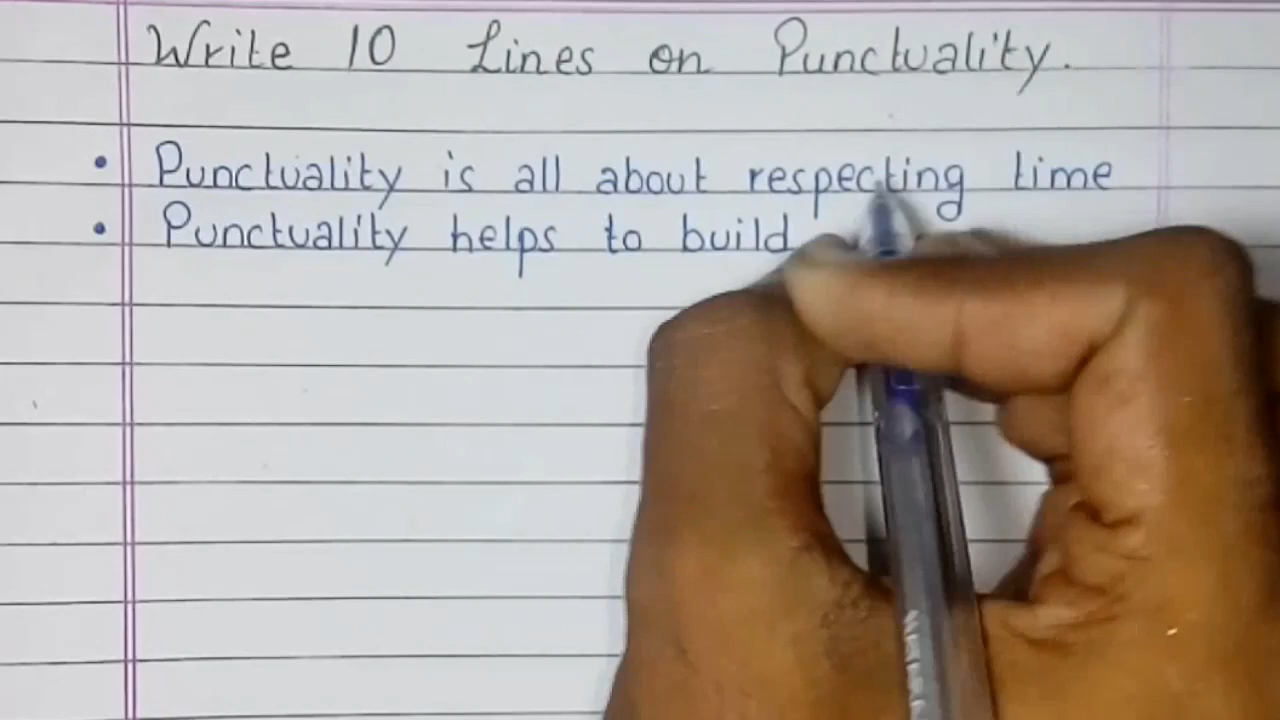 Write 10 Lines on Punctuality.
• Punctuality is all about respecting time
• Punctuality helps to build